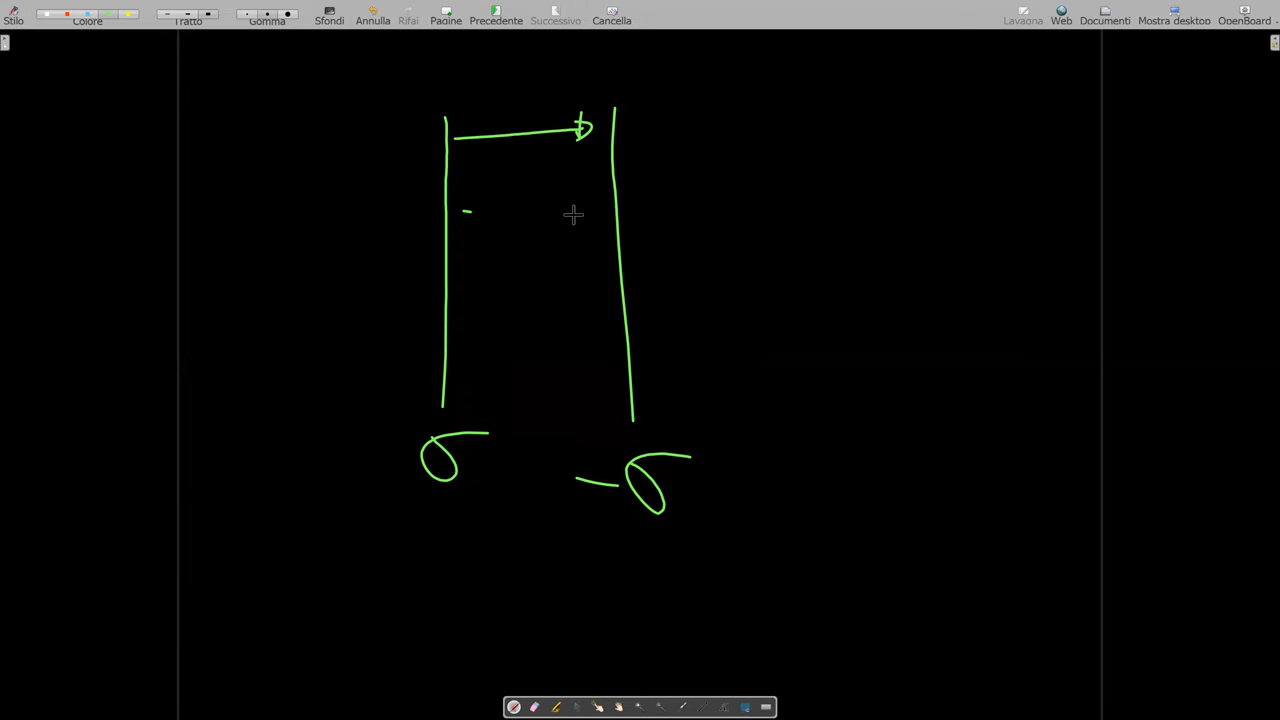 Stilo Colore Tratto Gomma Sfondi Annulla Rifai Pagine Precedente Successivo Cancella Lavagna Web Documenti Mostra desktop OpenBoard
σ
-σ